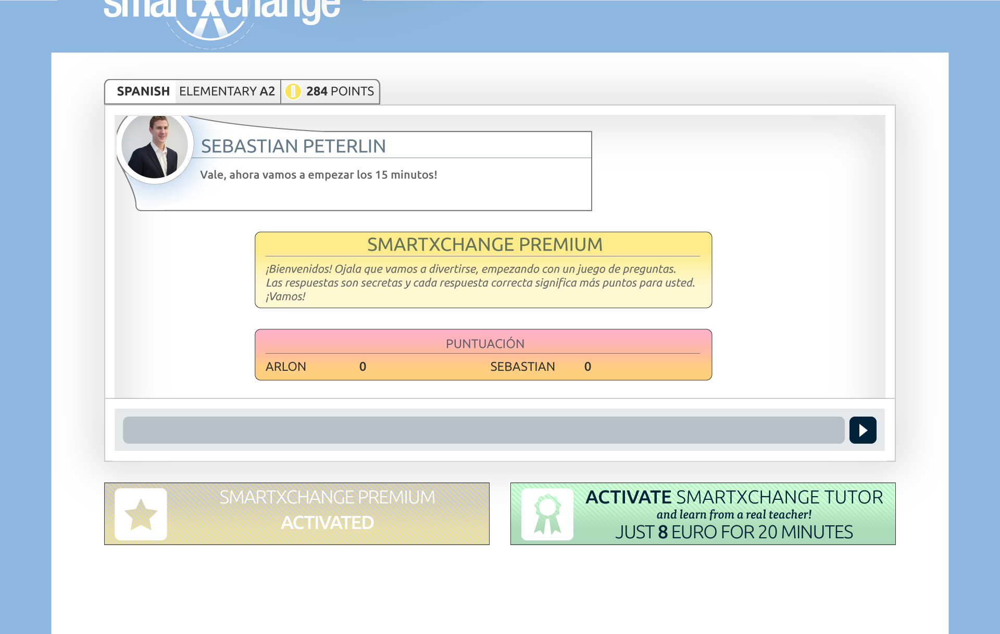 smartxchange
SPANISH ELEMENTARY A2 284 POINTS
SEBASTIAN PETERLIN
Vale, ahora vamos a empezar los 15 minutos!
SMARTXCHANGE PREMIUM
¡Bienvenidos! Ojala que vamos a divertirse, empezando con un juego de preguntas.
Las respuestas son secretas y cada respuesta correcta significa más puntos para usted.
¡Vamos!
PUNTUACIÓN
ARLON 0 SEBASTIAN 0
SMARTXCHANGE PREMIUM
ACTIVATED
ACTIVATE SMARTXCHANGE TUTOR
and learn from a real teacher!
JUST 8 EURO FOR 20 MINUTES